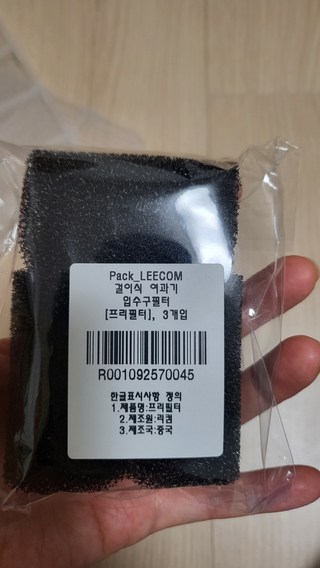 Pack_LEECOM
걸이식 여과기
입수구필터
[프리필터], 3개입
R001092570045
한글표시사항 정의
1.제품명:프리필터
2.제조원:리컴
3.제조국:중국